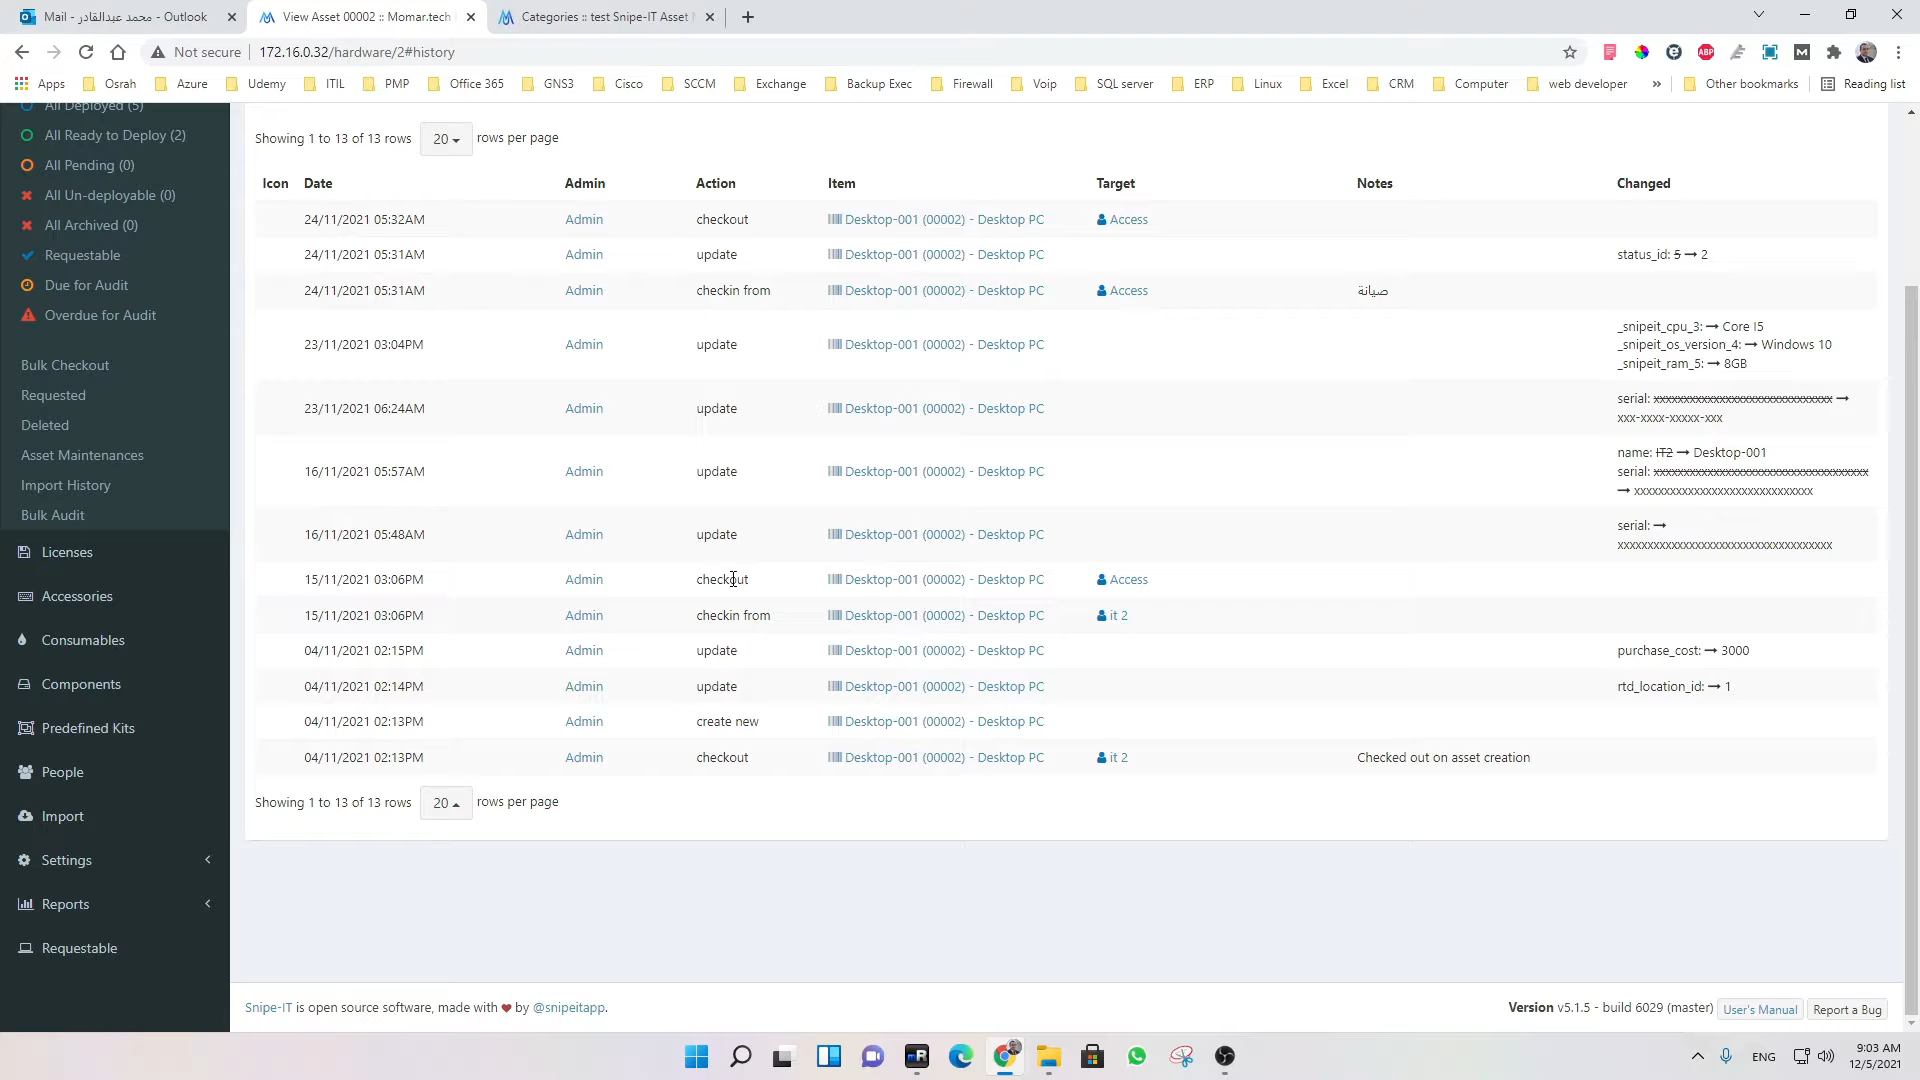 Mail - محمد عبدالقادر - Outlook
View Asset 00002 :: Momar.tech
Categories :: test Snipe-IT Asset
Not secure 172.16.0.32/hardware/2#history
Apps Osrah Azure Udemy ITIL PMP Office 365 GNS3 Cisco SCCM Exchange Backup Exec Firewall Voip SQL server ERP Linux Excel CRM Computer web developer » Other bookmarks Reading list
All Deployed (5)
All Ready to Deploy (2)
All Pending (0)
All Un-deployable (0)
All Archived (0)
Requestable
Due for Audit
Overdue for Audit
Bulk Checkout
Requested
Deleted
Asset Maintenances
Import History
Bulk Audit
Licenses
Accessories
Consumables
Components
Predefined Kits
People
Import
Settings
Reports
Requestable
Showing 1 to 13 of 13 rows 20 rows per page
Icon Date Admin Action Item Target Notes Changed
24/11/2021 05:32AM Admin checkout Desktop-001 (00002) - Desktop PC Access
24/11/2021 05:31AM Admin update Desktop-001 (00002) - Desktop PC status_id: 5 → 2
24/11/2021 05:31AM Admin checkin from Desktop-001 (00002) - Desktop PC Access صيانة
23/11/2021 03:04PM Admin update Desktop-001 (00002) - Desktop PC _snipeit_cpu_3: → Core I5
_snipeit_os_version_4: → Windows 10
_snipeit_ram_5: → 8GB
23/11/2021 06:24AM Admin update Desktop-001 (00002) - Desktop PC serial: xxxxxxxxxxxxxxxxxxxxxxxxxxxxxx →
xxx-xxxx-xxxxx-xxx
16/11/2021 05:57AM Admin update Desktop-001 (00002) - Desktop PC name: IT2 → Desktop-001
serial: xxxxxxxxxxxxxxxxxxxxxxxxxxxxxxxxxxxx
→ xxxxxxxxxxxxxxxxxxxxxxxxxxxxxx
16/11/2021 05:48AM Admin update Desktop-001 (00002) - Desktop PC serial: →
xxxxxxxxxxxxxxxxxxxxxxxxxxxxxxxxxxxx
15/11/2021 03:06PM Admin checkout Desktop-001 (00002) - Desktop PC Access
15/11/2021 03:06PM Admin checkin from Desktop-001 (00002) - Desktop PC it 2
04/11/2021 02:15PM Admin update Desktop-001 (00002) - Desktop PC purchase_cost: → 3000
04/11/2021 02:14PM Admin update Desktop-001 (00002) - Desktop PC rtd_location_id: → 1
04/11/2021 02:13PM Admin create new Desktop-001 (00002) - Desktop PC
04/11/2021 02:13PM Admin checkout Desktop-001 (00002) - Desktop PC it 2 Checked out on asset creation
Showing 1 to 13 of 13 rows 20 rows per page
Snipe-IT is open source software, made with ♥ by @snipeitapp.
Version v5.1.5 - build 6029 (master) User's Manual Report a Bug
ENG
9:03 AM
12/5/2021